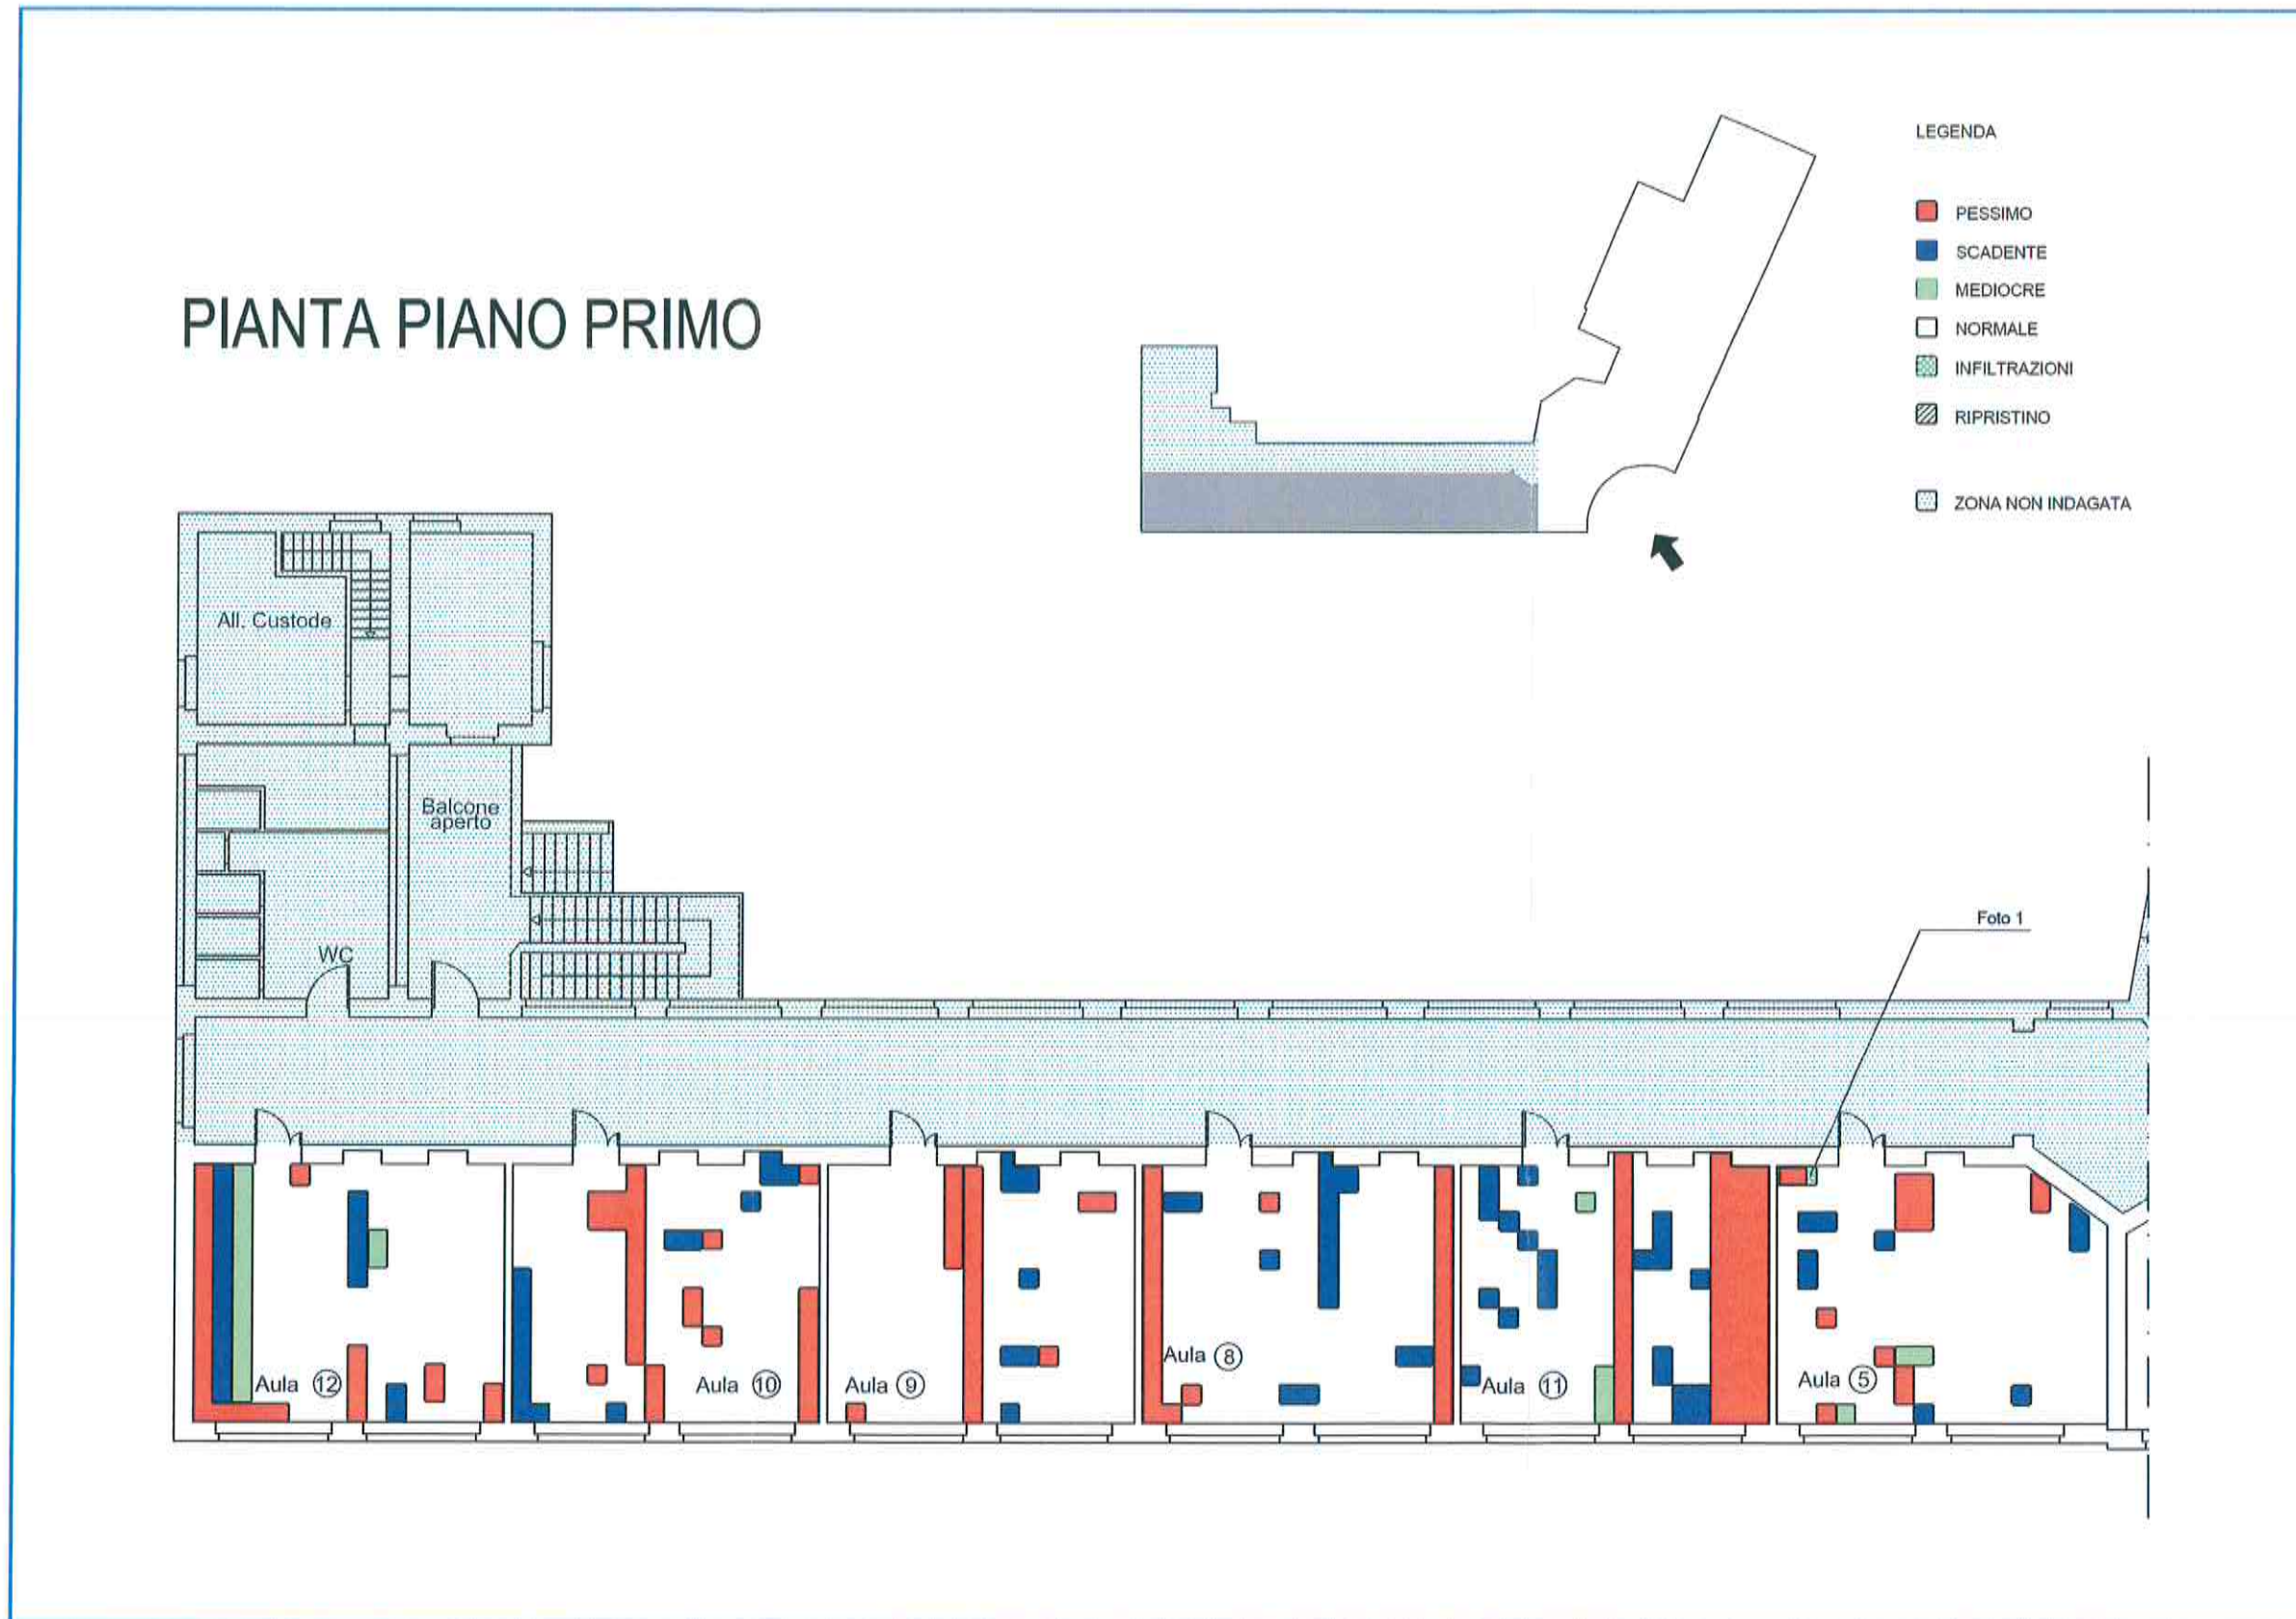 LEGENDA
PESSIMO
SCADENTE
MEDIOCRE
NORMALE
INFILTRAZIONI
RIPRISTINO
ZONA NON INDAGATA
PIANTA PIANO PRIMO
All. Custode
Balcone
aperto
WC
Foto 1
Aula 12
Aula 10
Aula 9
Aula 8
Aula 11
Aula 5